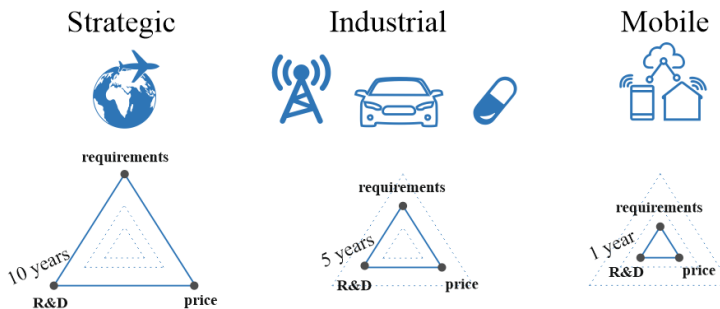 Strategic
Industrial
Mobile
requirements
10 years
R&D
price
requirements
5 years
R&D
price
requirements
1 year
R&D
price